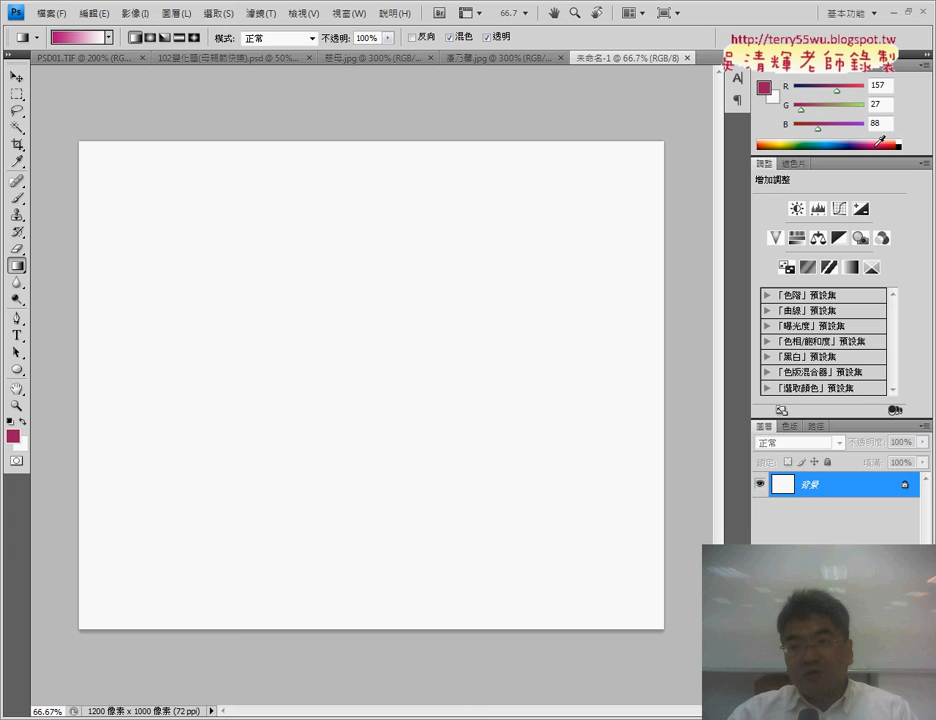 Ps 檔案(F) 編輯(E) 影像(I) 圖層(L) 選取(S) 濾鏡(T) 檢視(V) 視窗(W) 說明(H) Br 66.7 基本功能
模式: 正常 不透明: 100% 反向 混色 透明
http://terry55wu.blogspot.tw
吳清輝老師錄製
PSD01.TIF @ 200% (RG... 102變化題(母親節快樂).psd @ 50%... 慈母.jpg @ 300% (RGB/8) 康乃馨.jpg @ 300% (RGB/8) 未命名-1 @ 66.7% (RGB/8)
R 157
G 27
B 88
調整 遮色片
增加調整
「色階」預設集
「曲線」預設集
「曝光度」預設集
「色相/飽和度」預設集
「黑白」預設集
「色版混合器」預設集
「選取顏色」預設集
圖層 色版 路徑
正常 不透明度: 100%
鎖定: 填滿: 100%
背景
66.67% 1200 像素 x 1000 像素 (72 ppi)